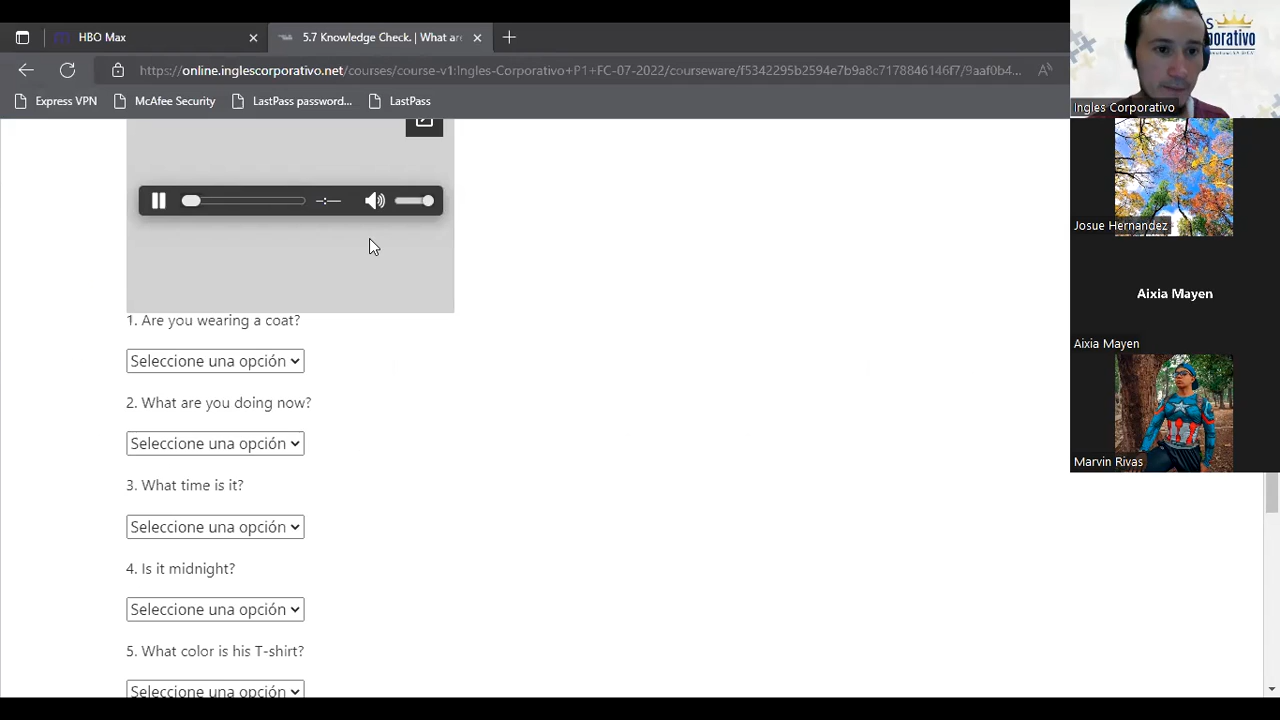 HBO Max
5.7 Knowledge Check. | What are
https://online.inglescorporativo.net/courses/course-v1:Ingles-Corporativo+P1+FC-07-2022/courseware/f5342295b2594e7b9a8c7178846146f7/9aaf0b4...
Express VPN
McAfee Security
LastPass password...
LastPass
-:--
1. Are you wearing a coat?
Seleccione una opción
2. What are you doing now?
Seleccione una opción
3. What time is it?
Seleccione una opción
4. Is it midnight?
Seleccione una opción
5. What color is his T-shirt?
Seleccione una opción
Ingles Corporativo
Josue Hernandez
Aixia Mayen
Aixia Mayen
Marvin Rivas